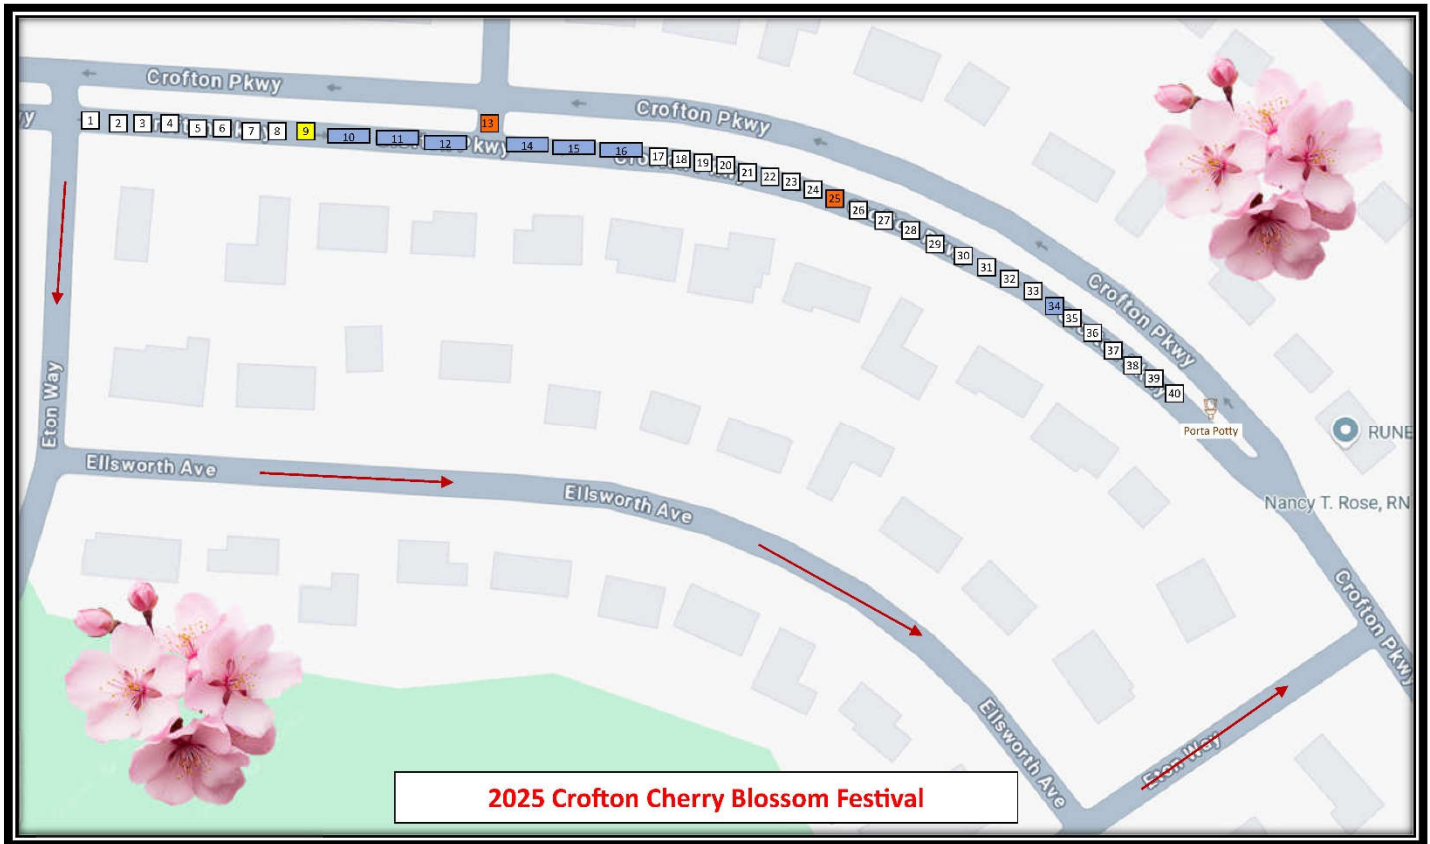 Crofton Pkwy
Crofton Pkwy
1 2 3 4 5 6 7 8 9 10 11 12 13 14 15 16 17 18 19 20 21 22 23 24 25 26 27 28 29 30 31 32 33 34 35 36 37 38 39 40
Crofton Pkwy
Porta Potty
RUNE
Nancy T. Rose, RN
Eton Way
Ellsworth Ave
Ellsworth Ave
Crofton Pkwy
Ellsworth Ave
Eton Way
2025 Crofton Cherry Blossom Festival